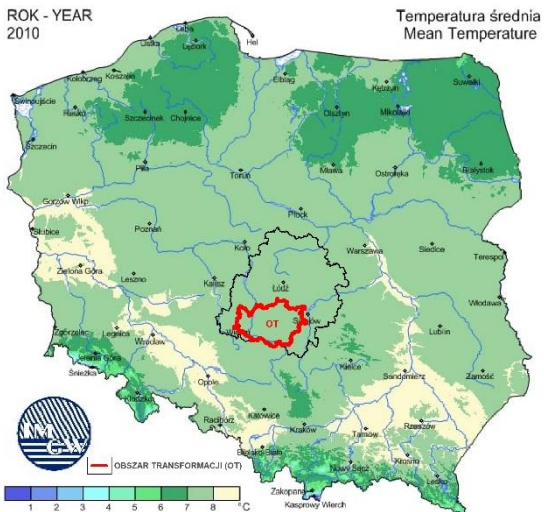 ROK - YEAR
2010
Temperatura średnia
Mean Temperature
Łeba
Hel
Ustka
Lębork
Kołobrzeg
Koszalin
Elbląg
Kętrzyn
Suwałki
Świnoujście
Resko
Szczecinek
Chojnice
Olsztyn
Mikołajki
Szczecin
Białystok
Piła
Toruń
Mława
Ostrołęka
Gorzów Wlkp
Płock
Słubice
Poznań
Koło
Warszawa
Siedlce
Terespol
Zielona Góra
Leszno
Kalisz
Łódź
Włodawa
OT
Zgorzelec
Legnica
Wrocław
Wieluń
Sulejów
Lublin
Jelenia Góra
Śnieżka
Kielce
Sandomierz
Zamość
Opole
Kłodzko
Racibórz
Katowice
Kraków
Tarnów
Rzeszów
IMGW
Bielsko-Biała
Nowy Sącz
Krosno
Lesko
OBSZAR TRANSFORMACJI (OT)
Zakopane
Kasprowy Wierch
1 2 3 4 5 6 7 8 °C